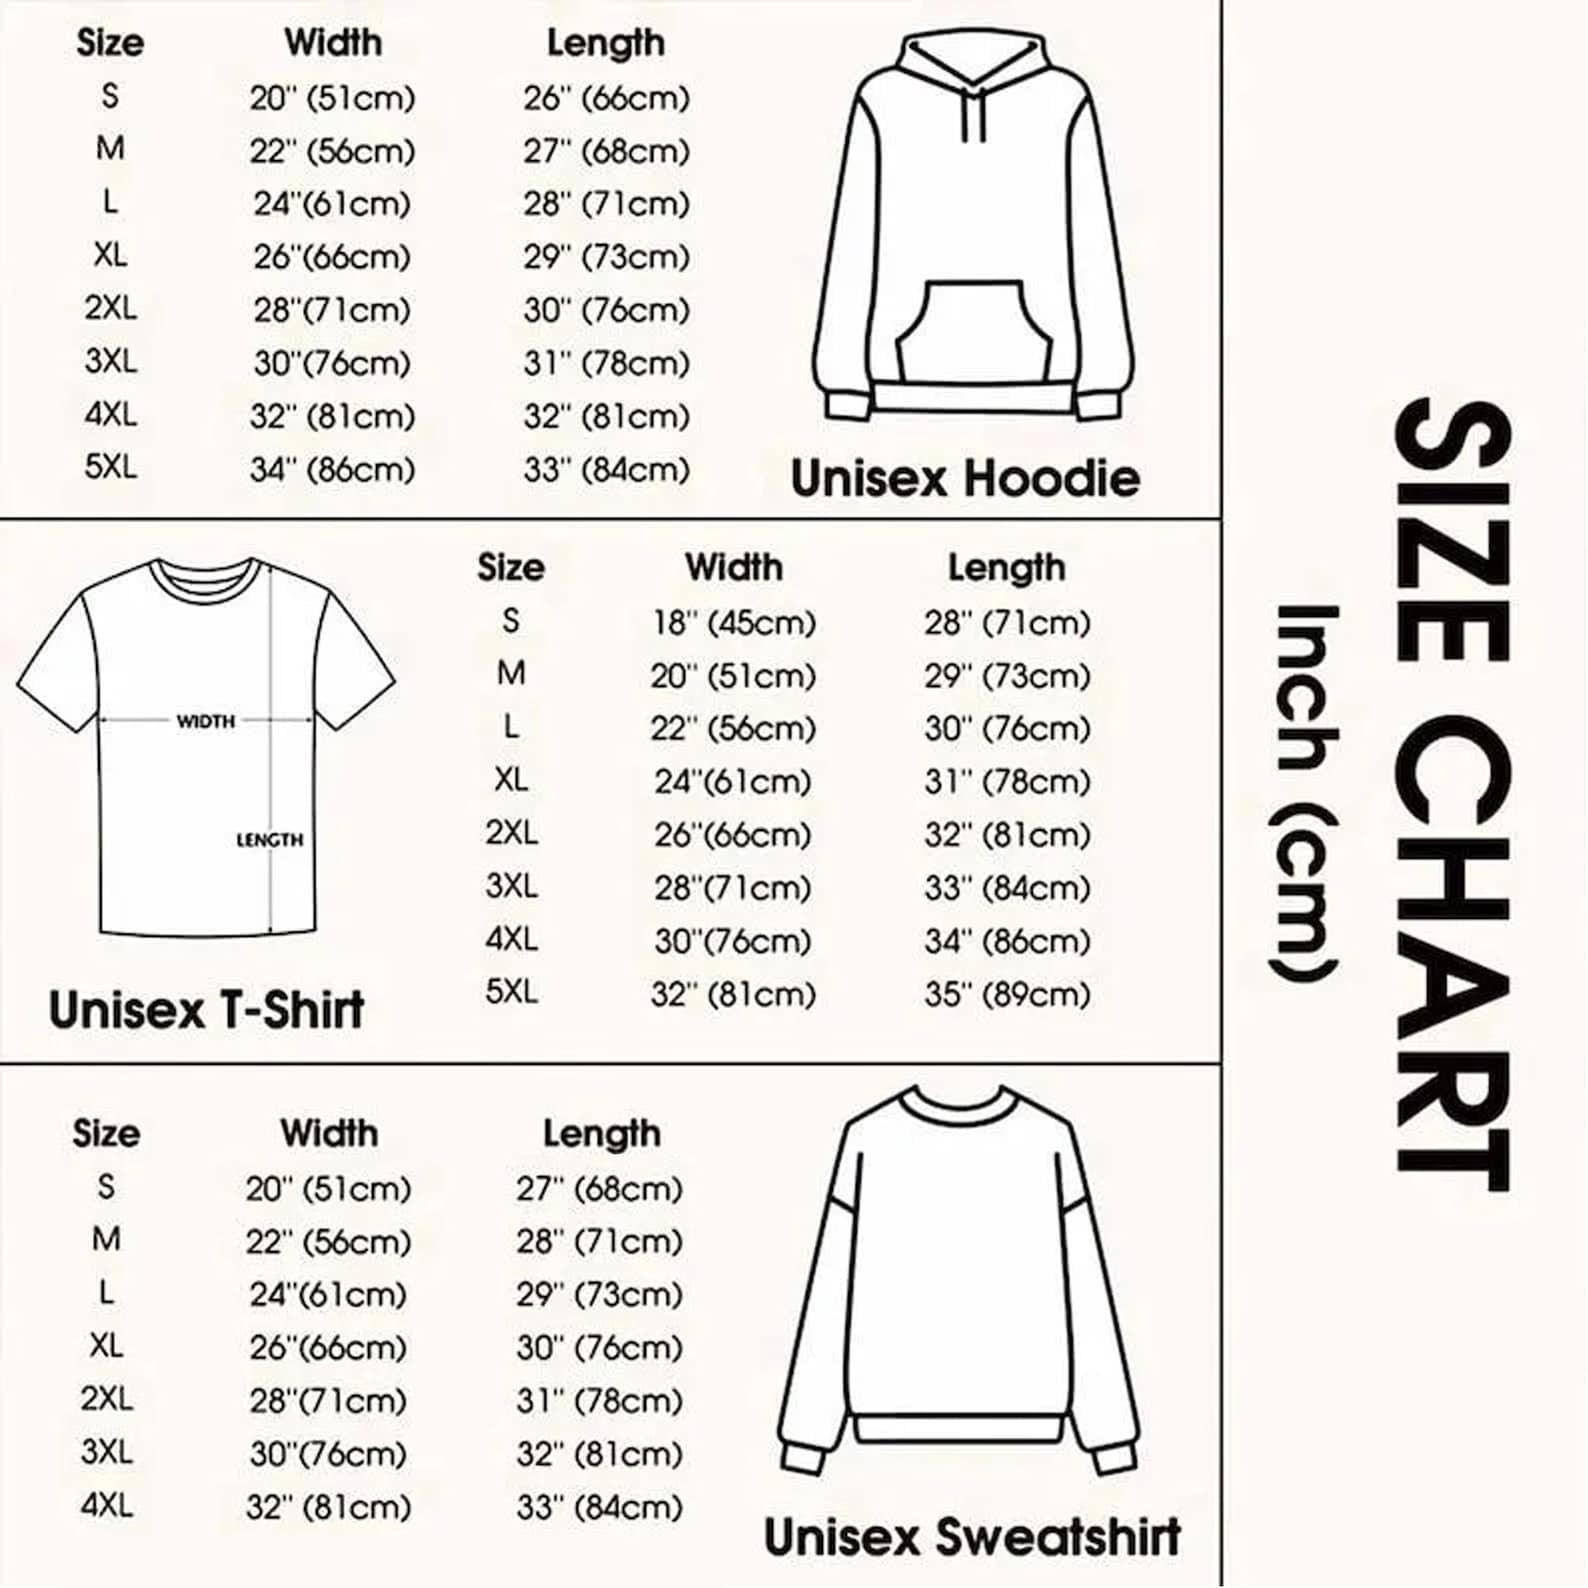 Size Width Length
S 20" (51cm) 26" (66cm)
M 22" (56cm) 27" (68cm)
L 24"(61cm) 28" (71cm)
XL 26"(66cm) 29" (73cm)
2XL 28"(71cm) 30" (76cm)
3XL 30"(76cm) 31" (78cm)
4XL 32" (81cm) 32" (81cm)
5XL 34" (86cm) 33" (84cm)
Unisex Hoodie
Size Width Length
S 18" (45cm) 28" (71cm)
M 20" (51cm) 29" (73cm)
L 22" (56cm) 30" (76cm)
XL 24"(61cm) 31" (78cm)
2XL 26"(66cm) 32" (81cm)
3XL 28"(71cm) 33" (84cm)
4XL 30"(76cm) 34" (86cm)
5XL 32" (81cm) 35" (89cm)
WIDTH
LENGTH
Unisex T-Shirt
Size Width Length
S 20" (51cm) 27" (68cm)
M 22" (56cm) 28" (71cm)
L 24"(61cm) 29" (73cm)
XL 26"(66cm) 30" (76cm)
2XL 28"(71cm) 31" (78cm)
3XL 30"(76cm) 32" (81cm)
4XL 32" (81cm) 33" (84cm)
Unisex Sweatshirt
SIZE CHART
Inch (cm)